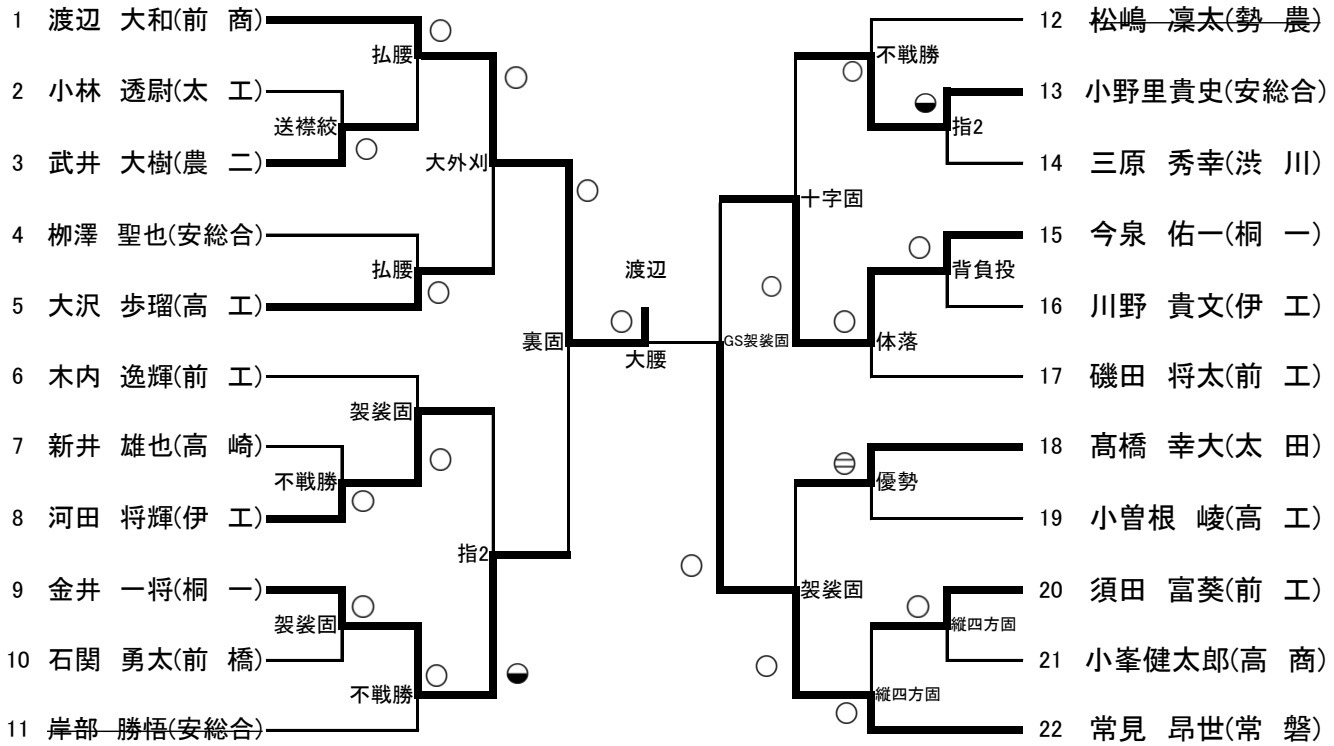 1 渡辺 大和(前 商)
払腰
2 小林 透尉(太 工)
送襟絞
3 武井 大樹(農 二)
大外刈
4 栁澤 聖也(安総合)
払腰
5 大沢 歩瑠(高 工)
裏固
6 木内 逸輝(前 工)
袈裟固
7 新井 雄也(高 崎)
不戦勝
8 河田 将輝(伊 工)
指2
9 金井 一将(桐 一)
袈裟固
10 石関 勇太(前 橋)
不戦勝
11 岸部 勝悟(安総合)
渡辺
大腰
12 松嶋 凜太(勢 農)
不戦勝
13 小野里貴史(安総合)
指2
14 三原 秀幸(渋 川)
十字固
15 今泉 佑一(桐 一)
背負投
16 川野 貴文(伊 工)
GS袈裟固
体落
17 磯田 将太(前 工)
18 髙橋 幸大(太 田)
優勢
19 小曽根 崚(高 工)
袈裟固
20 須田 富葵(前 工)
縦四方固
21 小峯健太郎(高 商)
縦四方固
22 常見 昂世(常 磐)